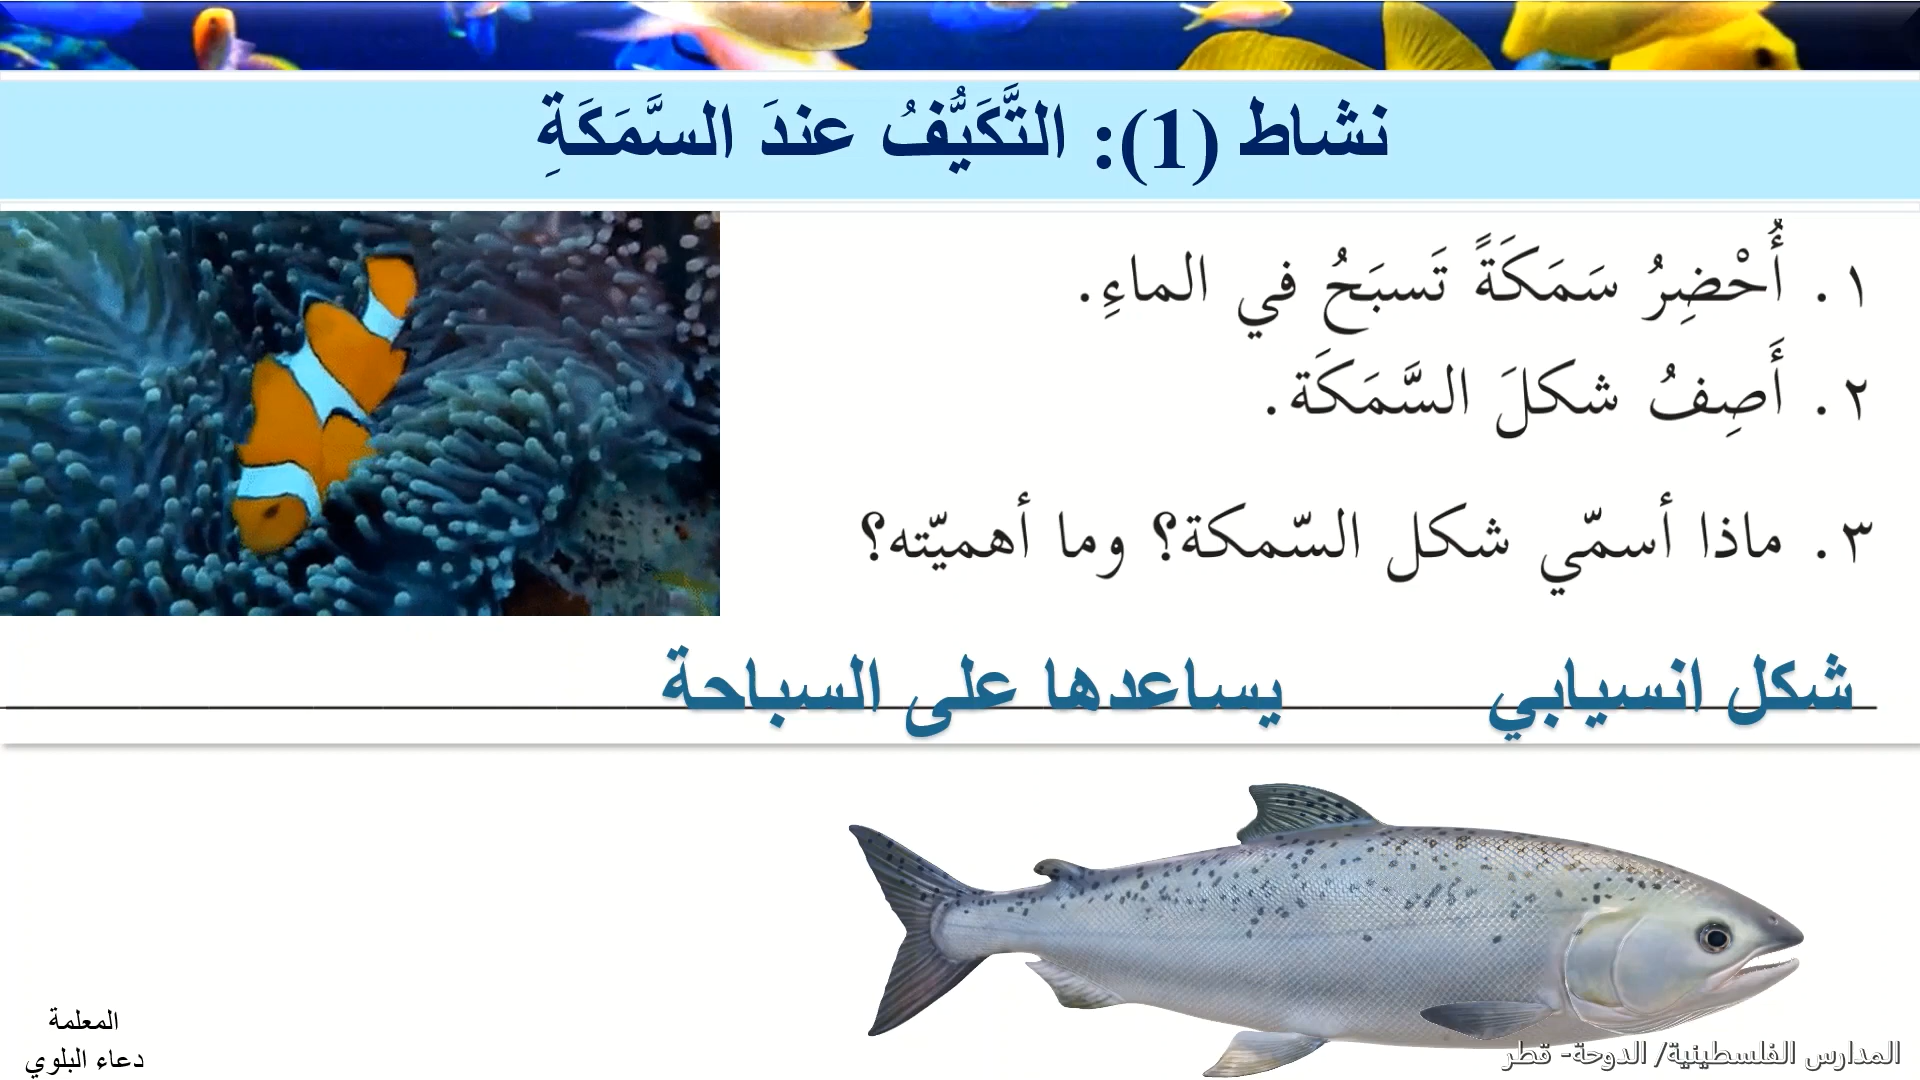 نشاط (1): التَّكَيُّفُ عندَ السَّمَكَةِ
١. أُحْضِرُ سَمَكَةً تَسبَحُ في الماءِ.
٢. أَصِفُ شكلَ السَّمَكَة.
٣. ماذا أسمّي شكل السّمكة؟ وما أهميّته؟
شكل انسيابي يساعدها على السباحة
المعلمة
دعاء البلوي
المدارس الفلسطينية/ الدوحة- قطر